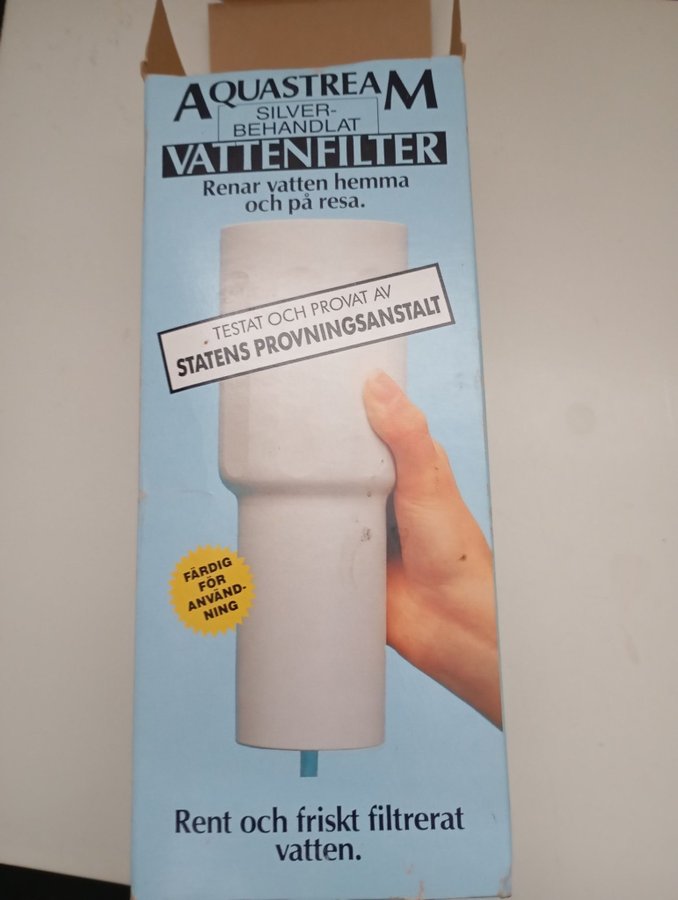 AQUASTREAM
SILVER-
BEHANDLAT
VATTENFILTER
Renar vatten hemma
och på resa.
TESTAT OCH PROVAT AV
STATENS PROVNINGSANSTALT
FÄRDIG
FÖR
ANVÄND-
NING
Rent och friskt filtrerat
vatten.